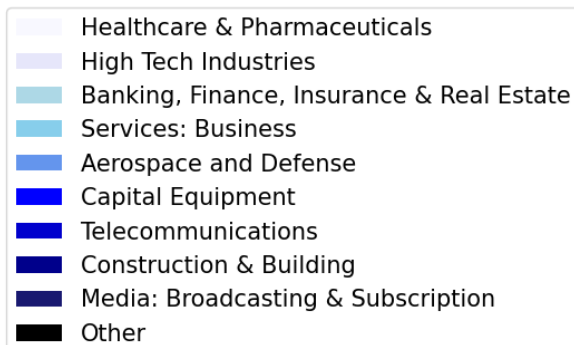 Healthcare & Pharmaceuticals
High Tech Industries
Banking, Finance, Insurance & Real Estate
Services: Business
Aerospace and Defense
Capital Equipment
Telecommunications
Construction & Building
Media: Broadcasting & Subscription
Other